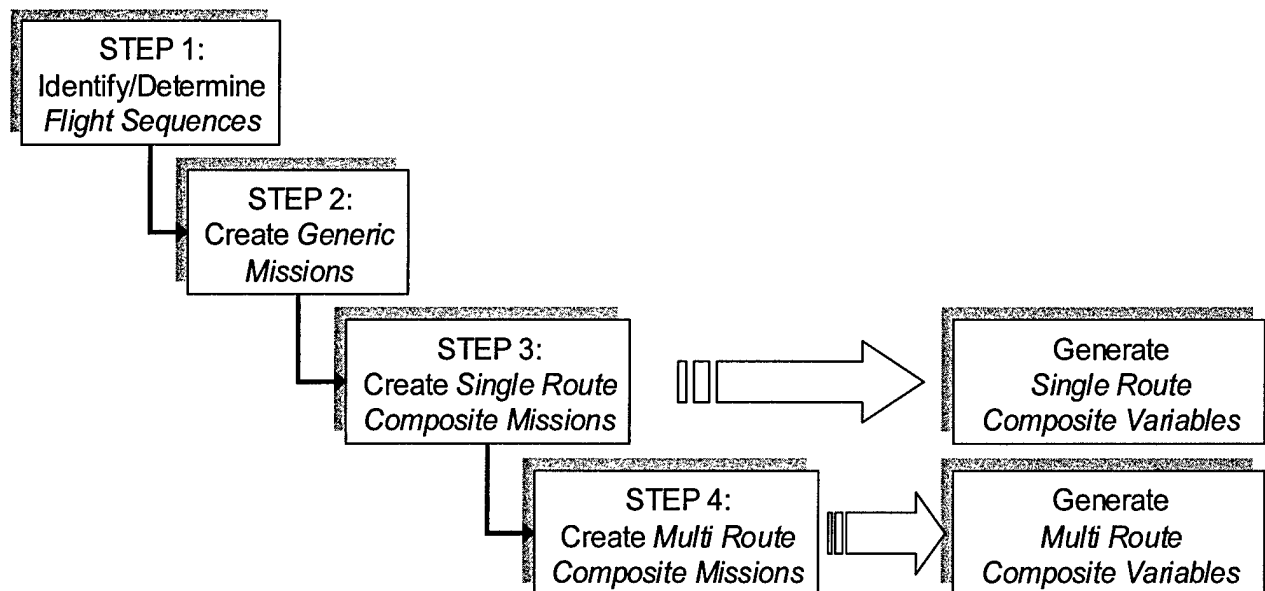 STEP 1:
Identify/Determine
Flight Sequences
STEP 2:
Create Generic
Missions
STEP 3:
Create Single Route
Composite Missions
Generate
Single Route
Composite Variables
STEP 4:
Create Multi Route
Composite Missions
Generate
Multi Route
Composite Variables